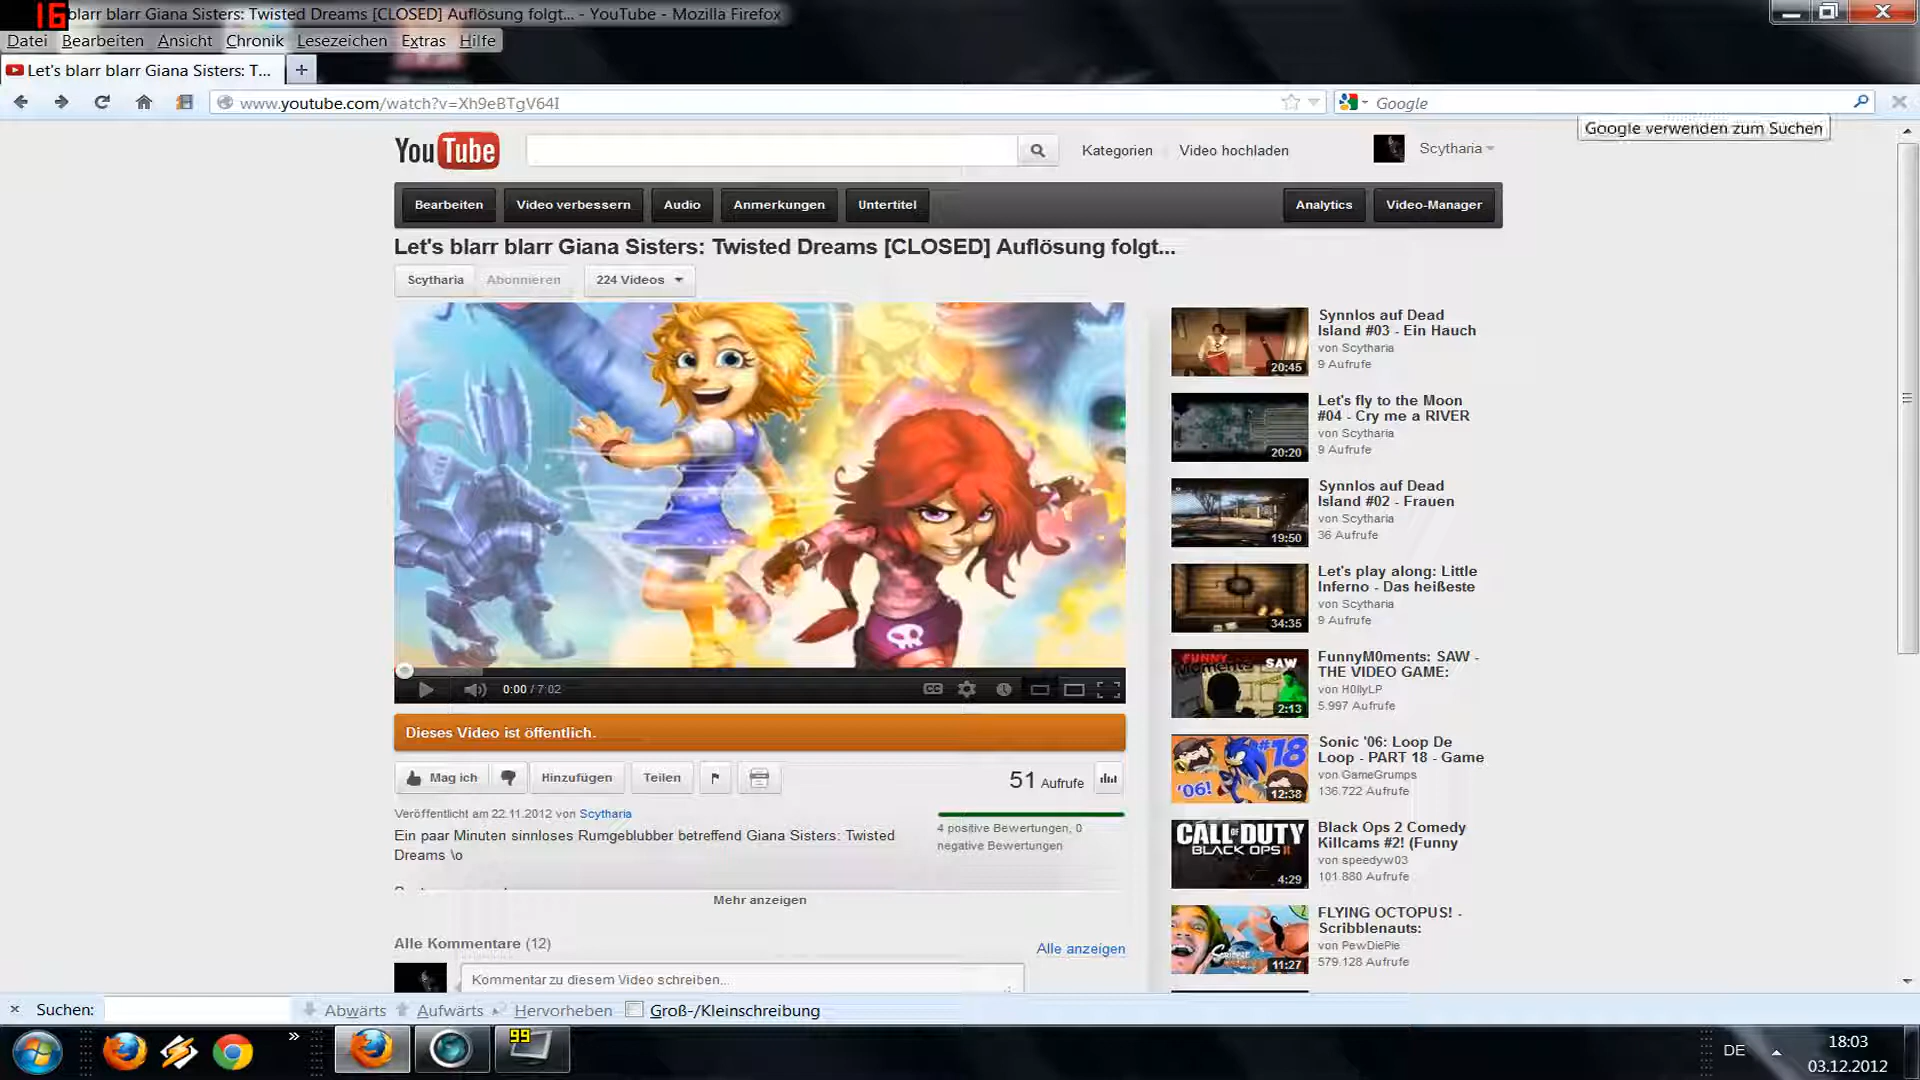 16
blarr blarr Giana Sisters: Twisted Dreams [CLOSED] Auflösung folgt... - YouTube - Mozilla Firefox
Datei Bearbeiten Ansicht Chronik Lesezeichen Extras Hilfe
Let's blarr blarr Giana Sisters: T...
www.youtube.com/watch?v=Xh9eBTgV64I
Google
Google verwenden zum Suchen
YouTube
Kategorien
Video hochladen
Scytharia
Bearbeiten
Video verbessern
Audio
Anmerkungen
Untertitel
Analytics
Video-Manager
Let's blarr blarr Giana Sisters: Twisted Dreams [CLOSED] Auflösung folgt...
Scytharia
Abonnieren
224 Videos
0:00 / 7:02
CC
Dieses Video ist öffentlich.
Mag ich
Hinzufügen
Teilen
51 Aufrufe
Veröffentlicht am 22.11.2012 von Scytharia
Ein paar Minuten sinnloses Rumgeblubber betreffend Giana Sisters: Twisted
Dreams \o
4 positive Bewertungen, 0
negative Bewertungen
Mehr anzeigen
Alle Kommentare (12)
Alle anzeigen
Kommentar zu diesem Video schreiben...
20:45
Synnlos auf Dead
Island #03 - Ein Hauch
von Scytharia
9 Aufrufe
20:20
Let's fly to the Moon
#04 - Cry me a RIVER
von Scytharia
9 Aufrufe
19:50
Synnlos auf Dead
Island #02 - Frauen
von Scytharia
36 Aufrufe
34:35
Let's play along: Little
Inferno - Das heißeste
von Scytharia
9 Aufrufe
FUNNY Moments SAW
2:13
FunnyM0ments: SAW -
THE VIDEO GAME:
von H0llyLP
5.997 Aufrufe
#18
'06!
12:38
Sonic '06: Loop De
Loop - PART 18 - Game
von GameGrumps
136.722 Aufrufe
CALL OF DUTY
BLACK OPS II
4:29
Black Ops 2 Comedy
Killcams #2! (Funny
von speedyw03
101.880 Aufrufe
11:27
FLYING OCTOPUS! -
Scribblenauts:
von PewDiePie
579.128 Aufrufe
Suchen:
Abwärts
Aufwärts
Hervorheben
Groß-/Kleinschreibung
99
DE
18:03
03.12.2012